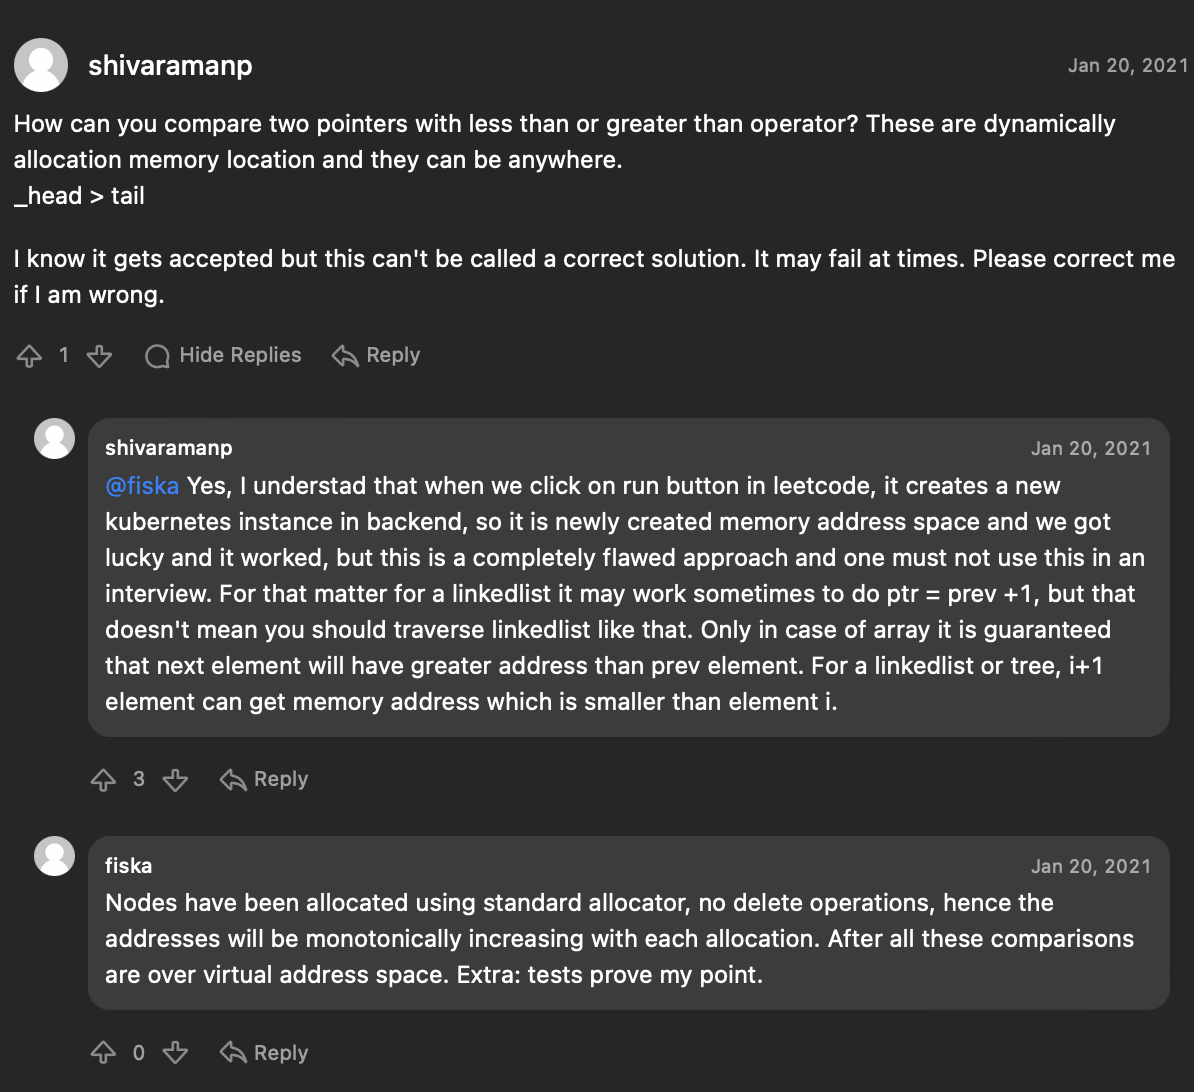 shivaramanp
Jan 20, 2021
How can you compare two pointers with less than or greater than operator? These are dynamically
allocation memory location and they can be anywhere.
_head > tail
I know it gets accepted but this can't be called a correct solution. It may fail at times. Please correct me
if I am wrong.
1
Hide Replies
Reply
shivaramanp
Jan 20, 2021
@fiska Yes, I understad that when we click on run button in leetcode, it creates a new
kubernetes instance in backend, so it is newly created memory address space and we got
lucky and it worked, but this is a completely flawed approach and one must not use this in an
interview. For that matter for a linkedlist it may work sometimes to do ptr = prev +1, but that
doesn't mean you should traverse linkedlist like that. Only in case of array it is guaranteed
that next element will have greater address than prev element. For a linkedlist or tree, i+1
element can get memory address which is smaller than element i.
3
Reply
fiska
Jan 20, 2021
Nodes have been allocated using standard allocator, no delete operations, hence the
addresses will be monotonically increasing with each allocation. After all these comparisons
are over virtual address space. Extra: tests prove my point.
0
Reply